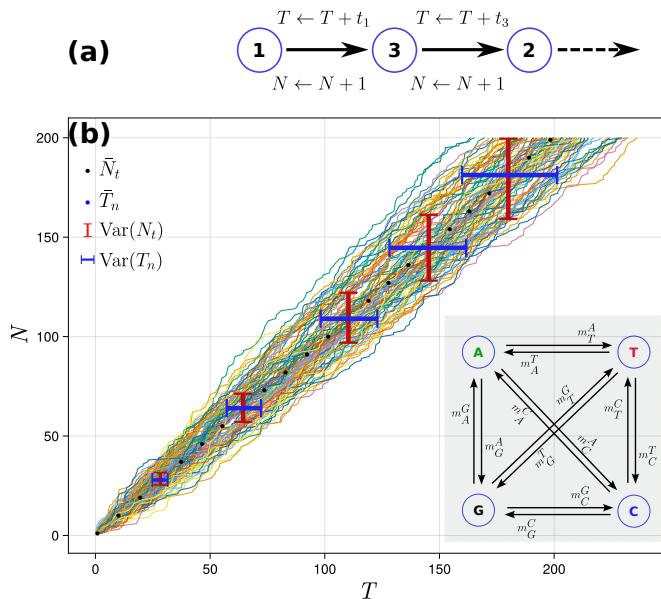 T ← T + t₁ T ← T + t₃
(a) 1 3 2
N ← N + 1 N ← N + 1
(b)
N̄ₜ
T̄ₙ
Var(Nₜ)
Var(Tₙ)
200
150
100
50
0
N
0 50 100 150 200
T
A T
G C
m^A_T
m^T_A
m^G_A
m^A_G
m^C_A
m^A_C
m^G_T
m^T_G
m^C_T
m^T_C
m^G_C
m^C_G